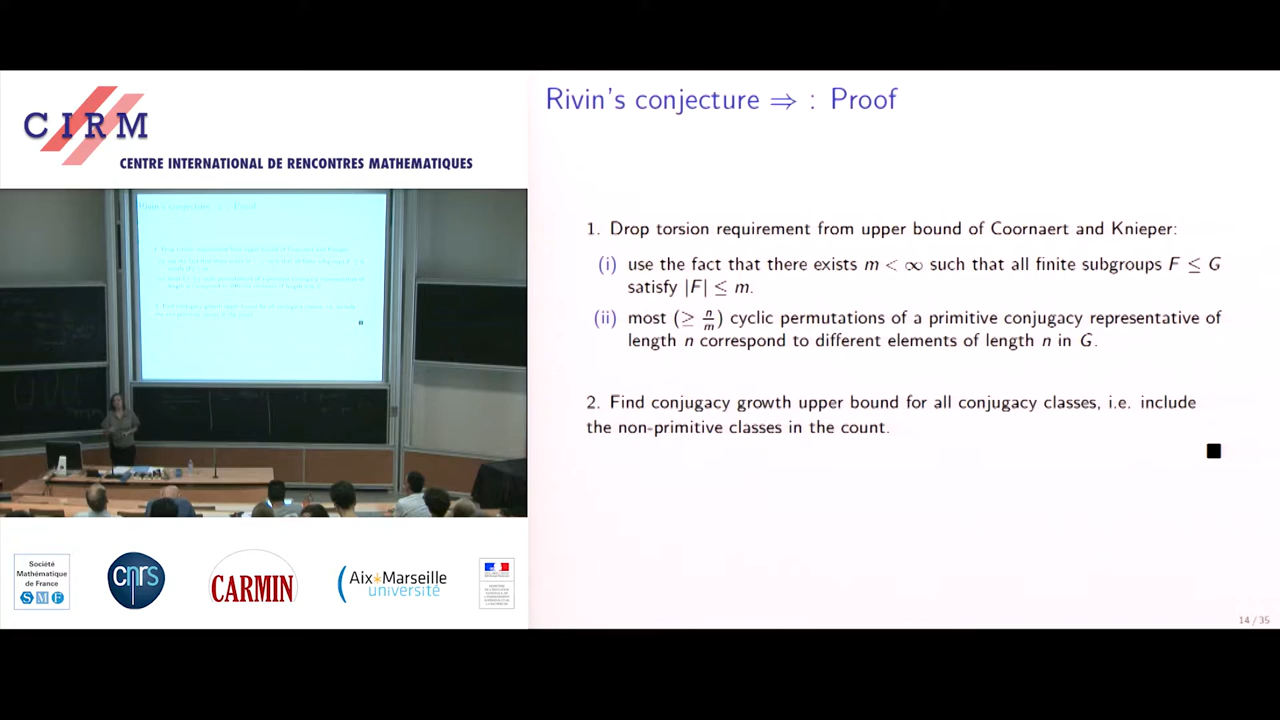 CIRM
CENTRE INTERNATIONAL DE RENCONTRES MATHEMATIQUES
Rivin's conjecture ⇒ : Proof
1. Drop torsion requirement from upper bound of Coornaert and Knieper:
(i) use the fact that there exists m < ∞ such that all finite subgroups F ≤ G
satisfy |F| ≤ m.
(ii) most (≥ n/m) cyclic permutations of a primitive conjugacy representative of
length n correspond to different elements of length n in G.
2. Find conjugacy growth upper bound for all conjugacy classes, i.e. include
the non-primitive classes in the count.
14 / 35
Société
Mathématique
de France
SMF
cnrs
CARMIN
Aix*Marseille
université